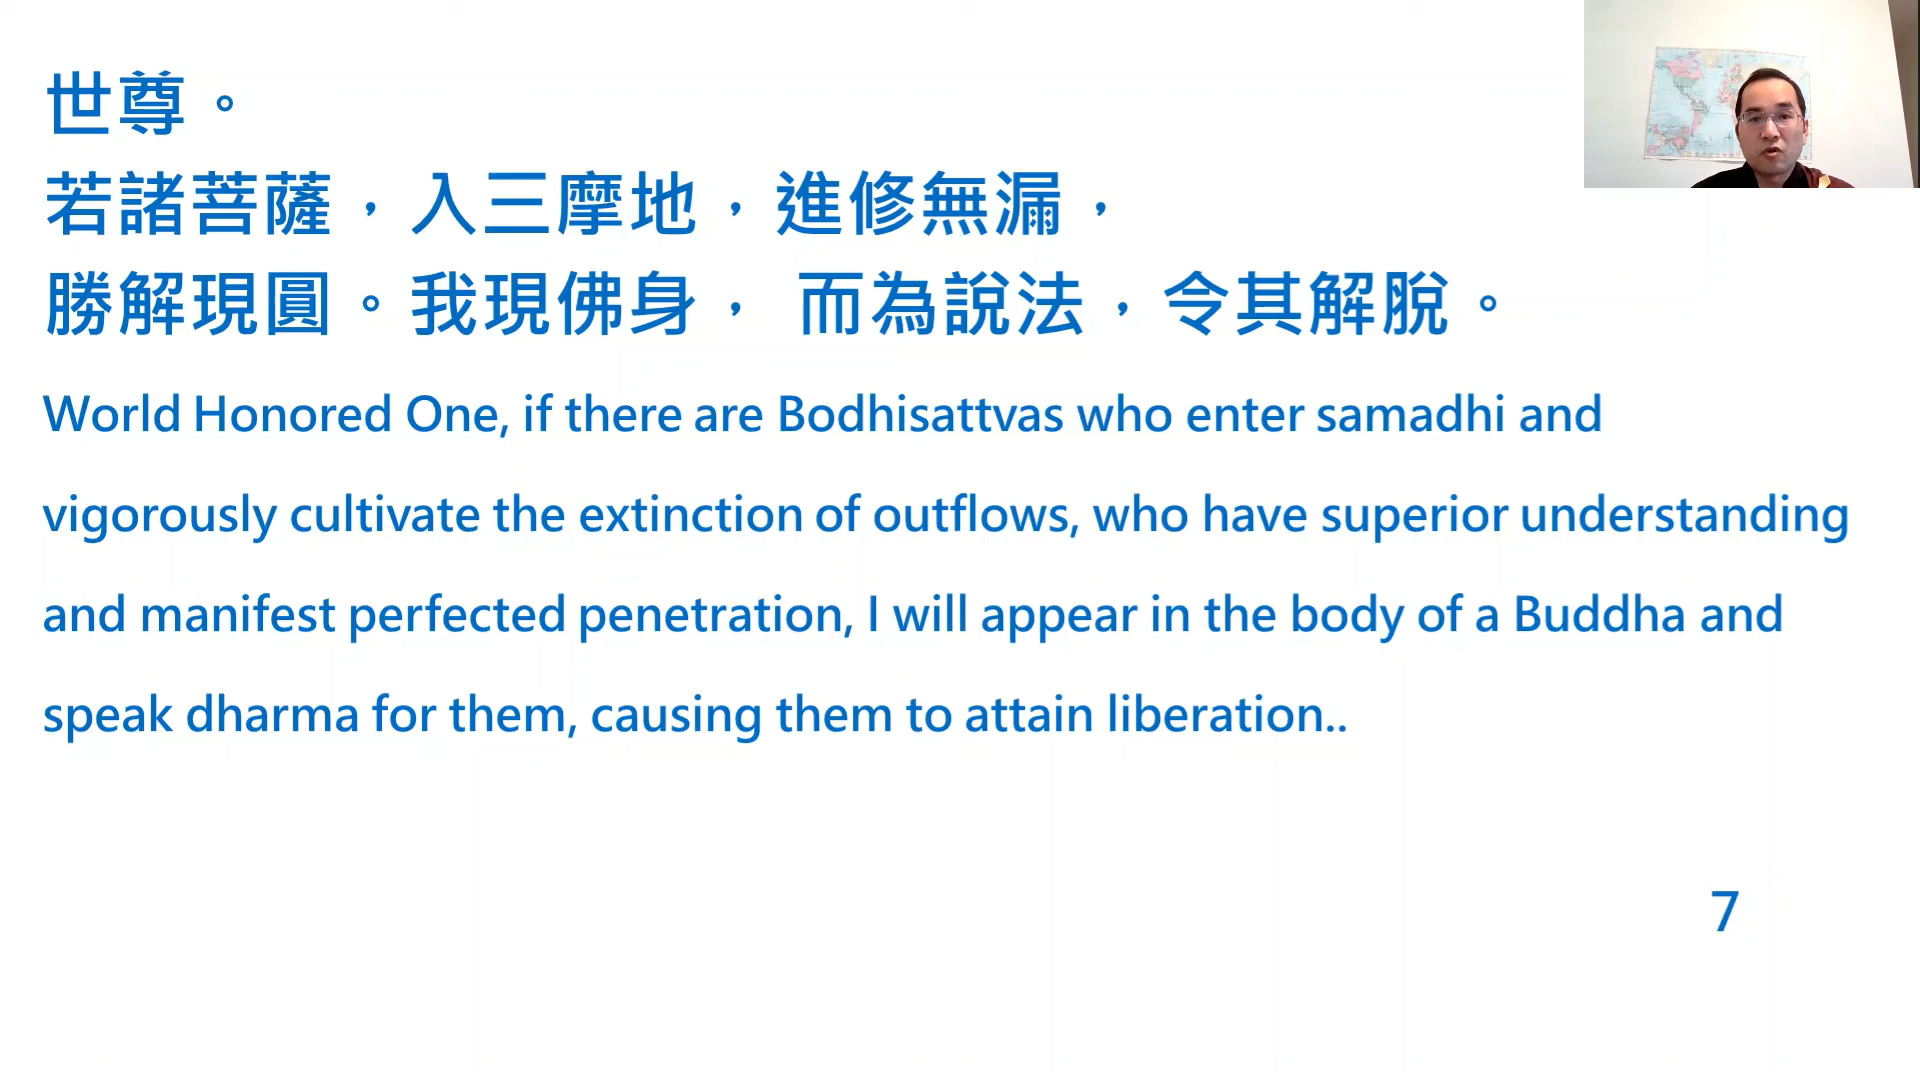 世尊。
若諸菩薩，入三摩地，進修無漏，
勝解現圓。我現佛身， 而為說法，令其解脫。
World Honored One, if there are Bodhisattvas who enter samadhi and
vigorously cultivate the extinction of outflows, who have superior understanding
and manifest perfected penetration, I will appear in the body of a Buddha and
speak dharma for them, causing them to attain liberation..
7